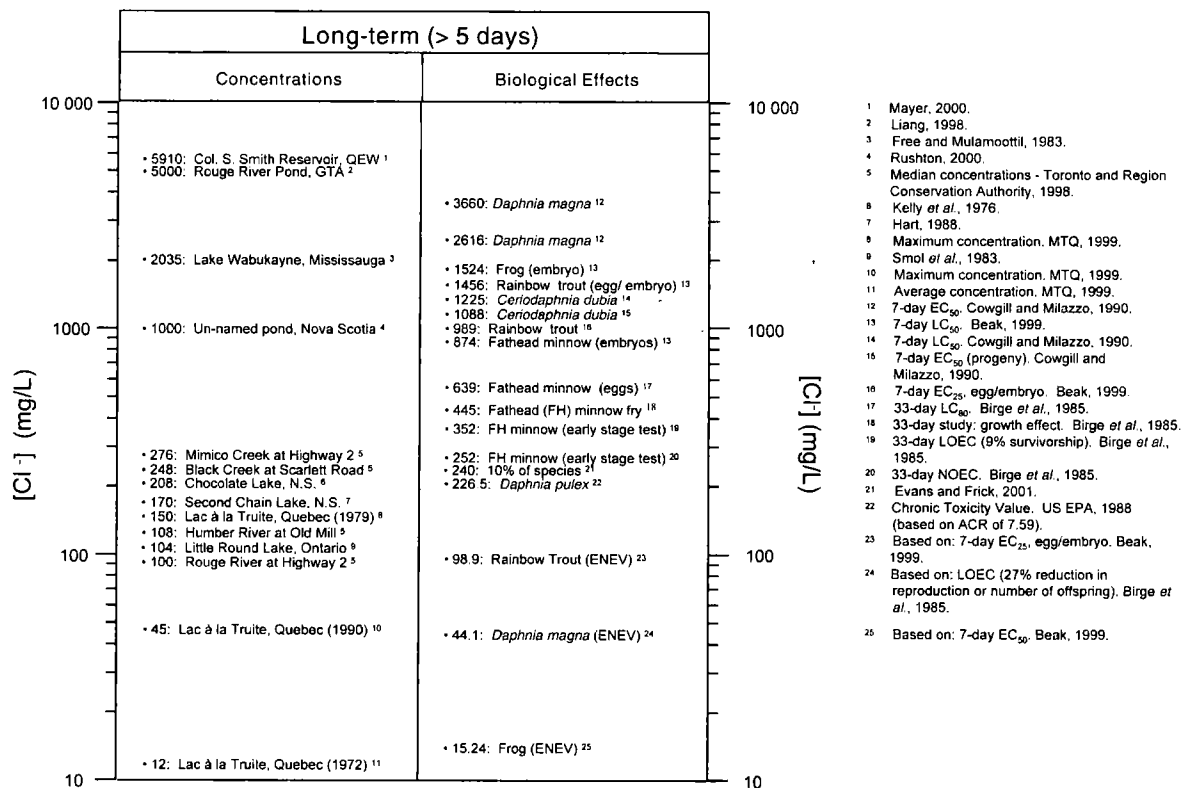 Long-term (> 5 days)
Concentrations
Biological Effects
10 000
1000
100
10
[Cl-] (mg/L)
• 5910: Col. S. Smith Reservoir, QEW 1
• 5000: Rouge River Pond, GTA 2
• 2035: Lake Wabukayne, Mississauga 3
• 1000: Un-named pond, Nova Scotia 4
• 276: Mimico Creek at Highway 2 5
• 248: Black Creek at Scarlett Road 5
• 208: Chocolate Lake, N.S. 6
• 170: Second Chain Lake, N.S. 7
• 150: Lac à la Truite, Quebec (1979) 8
• 108: Humber River at Old Mill 5
• 104: Little Round Lake, Ontario 9
• 100: Rouge River at Highway 2 5
• 45: Lac à la Truite, Quebec (1990) 10
• 12: Lac à la Truite, Quebec (1972) 11
• 3660: Daphnia magna 12
• 2616: Daphnia magna 12
• 1524: Frog (embryo) 13
• 1456: Rainbow trout (egg/ embryo) 13
• 1225: Ceriodaphnia dubia 14
• 1088: Ceriodaphnia dubia 15
• 989: Rainbow trout 16
• 874: Fathead minnow (embryos) 13
• 639: Fathead minnow (eggs) 17
• 445: Fathead (FH) minnow fry 18
• 352: FH minnow (early stage test) 19
• 252: FH minnow (early stage test) 20
• 240: 10% of species 21
• 226 5: Daphnia pulex 22
• 98.9: Rainbow Trout (ENEV) 23
• 44.1: Daphnia magna (ENEV) 24
• 15.24: Frog (ENEV) 25
10 000
1000
100
10
[Cl-] (mg/L)
1 Mayer, 2000.
2 Liang, 1998.
3 Free and Mulamoottil, 1983.
4 Rushton, 2000.
5 Median concentrations - Toronto and Region
Conservation Authority, 1998.
6 Kelly et al., 1976.
7 Hart, 1988.
8 Maximum concentration. MTQ, 1999.
9 Smol et al., 1983.
10 Maximum concentration. MTQ, 1999.
11 Average concentration. MTQ, 1999.
12 7-day EC50. Cowgill and Milazzo, 1990.
13 7-day LC50. Beak, 1999.
14 7-day LC50. Cowgill and Milazzo, 1990.
15 7-day EC50 (progeny). Cowgill and
Milazzo, 1990.
16 7-day EC25, egg/embryo. Beak, 1999.
17 33-day LC60. Birge et al., 1985.
18 33-day study: growth effect. Birge et al., 1985.
19 33-day LOEC (9% survivorship). Birge et al.,
1985.
20 33-day NOEC. Birge et al., 1985.
21 Evans and Frick, 2001.
22 Chronic Toxicity Value. US EPA, 1988
(based on ACR of 7.59).
23 Based on: 7-day EC25, egg/embryo. Beak,
1999.
24 Based on: LOEC (27% reduction in
reproduction or number of offspring). Birge et
al., 1985.
25 Based on: 7-day EC50. Beak, 1999.